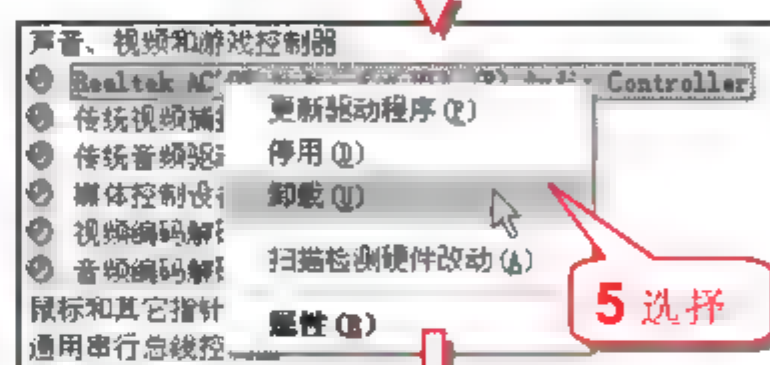 声音、视频和游戏控制器
Realtek AC' Audio Controller
传统视频捕
更新驱动程序(P)
传统音频驱
停用(D)
媒体控制设备
卸载(U)
视频编码解
音频编码解
扫描检测硬件改动(A)
鼠标和其它指针
属性(R)
通用串行总线控
5 选择